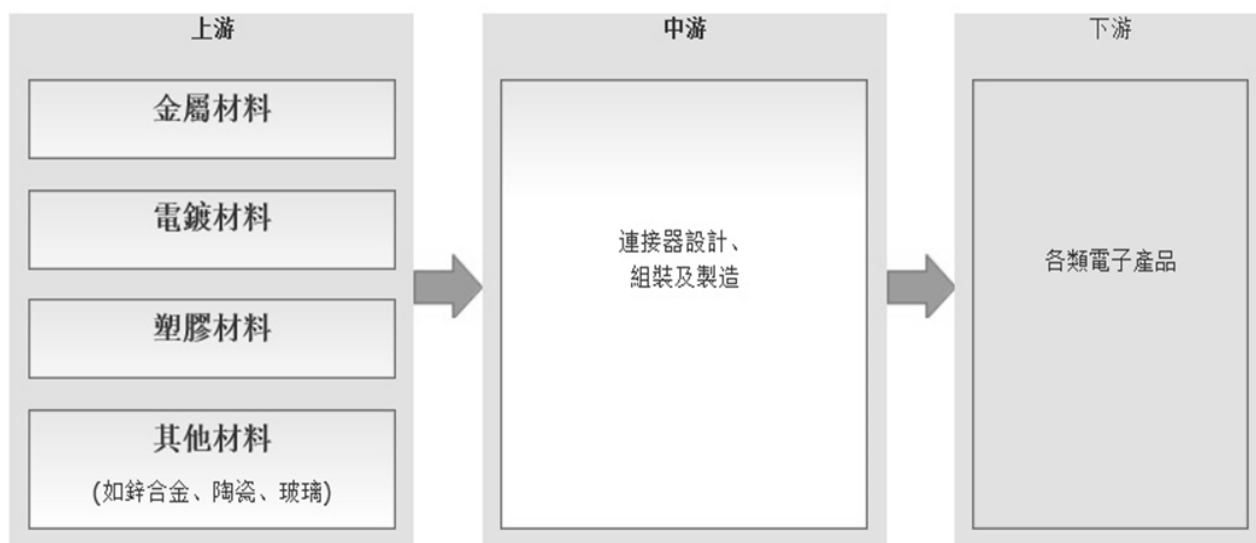 上游
金屬材料
電鍍材料
塑膠材料
其他材料
(如鋅合金、陶瓷、玻璃)
中游
連接器設計、
組裝及製造
下游
各類電子產品